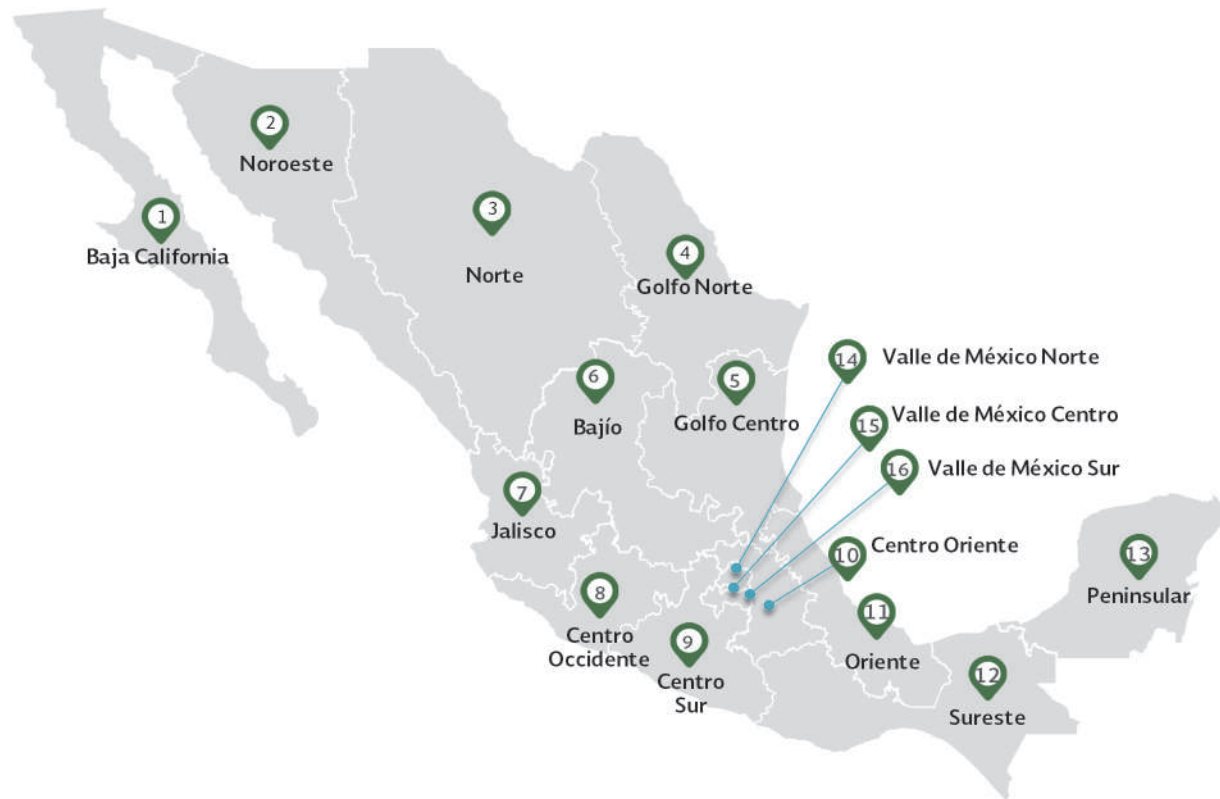 1
Baja California
2
Noroeste
3
Norte
4
Golfo Norte
5
Golfo Centro
6
Bajío
7
Jalisco
8
Centro
Occidente
9
Centro
Sur
14
Valle de México Norte
15
Valle de México Centro
16
Valle de México Sur
10
Centro Oriente
11
Oriente
12
Sureste
13
Peninsular